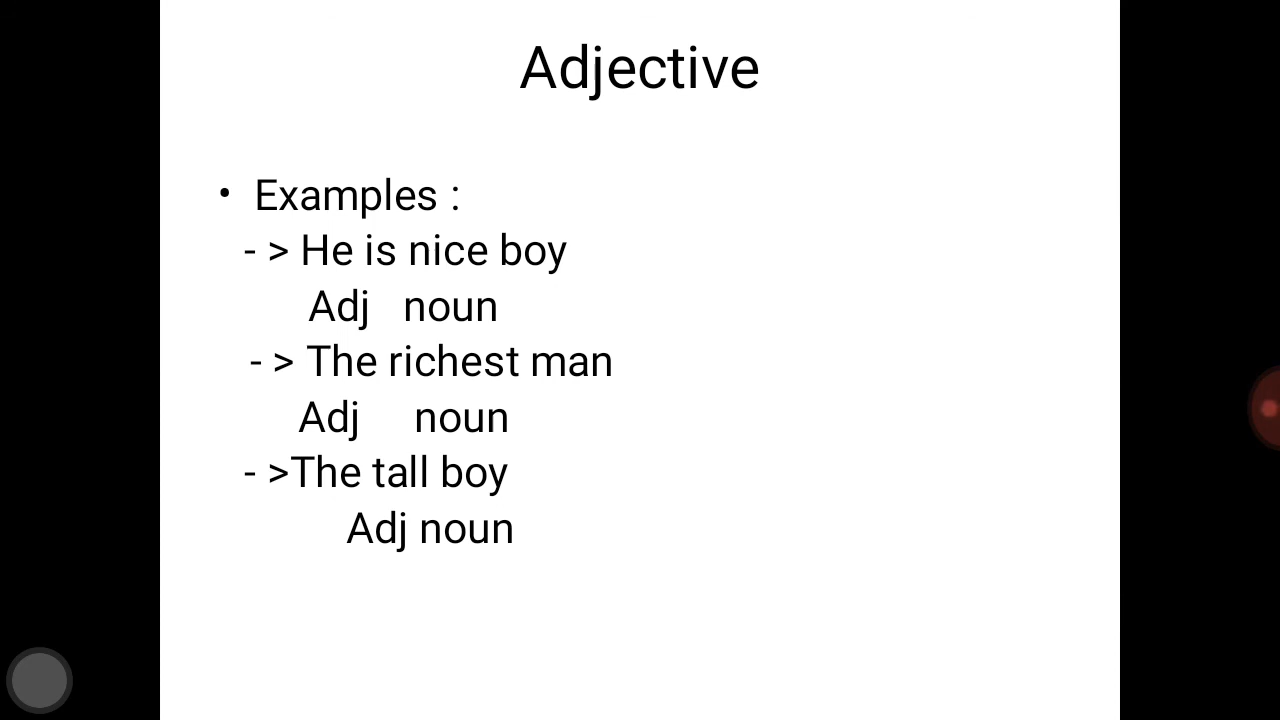 Adjective
• Examples :
- > He is nice boy
Adj noun
- > The richest man
Adj noun
- >The tall boy
Adj noun